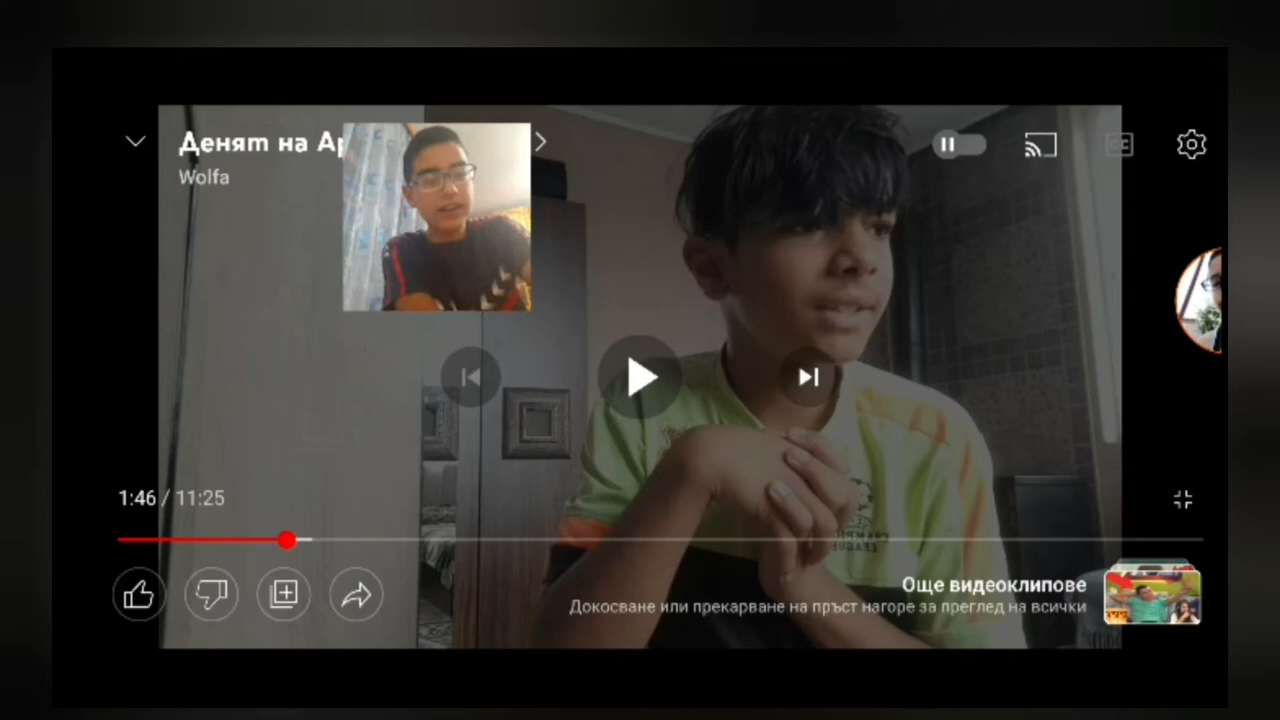 Денят на
Wolfa
CC
1:46 / 11:25
Още видеоклипове
Докосване или прекарване на пръст нагоре за преглед на всички